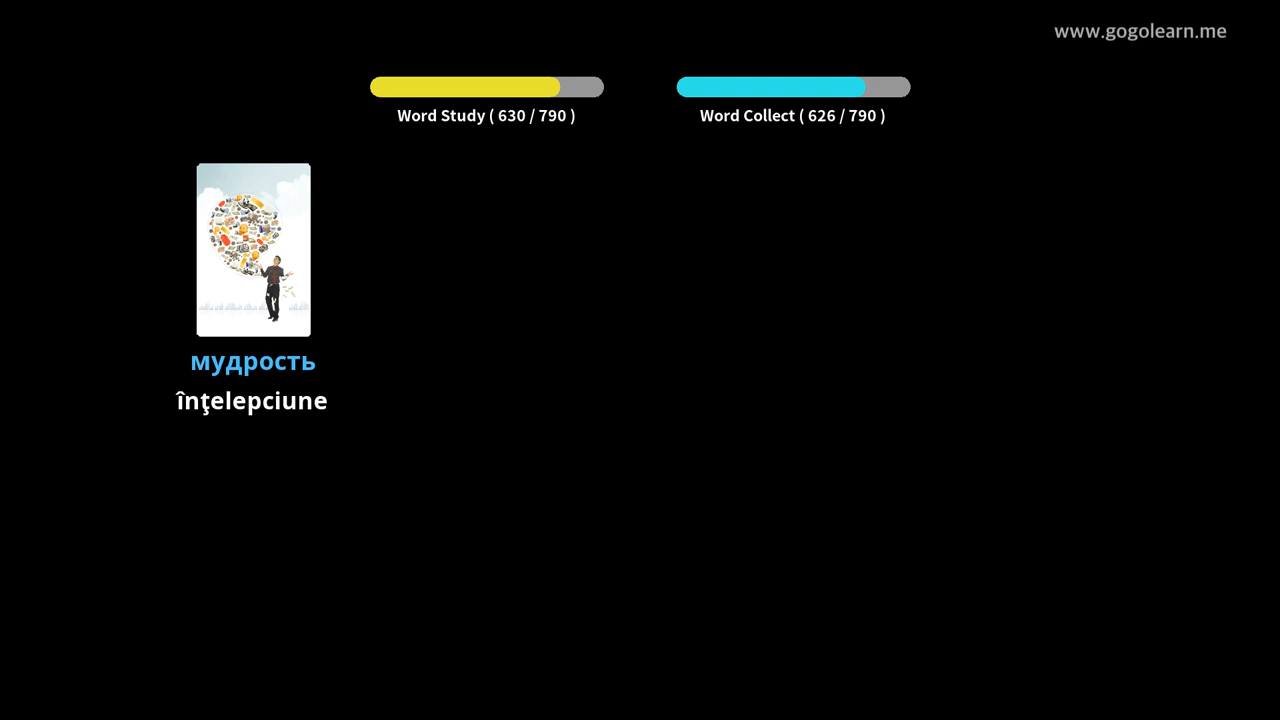 www.gogolearn.me
Word Study ( 630 / 790 )
Word Collect ( 626 / 790 )
мудрость
înţelepciune